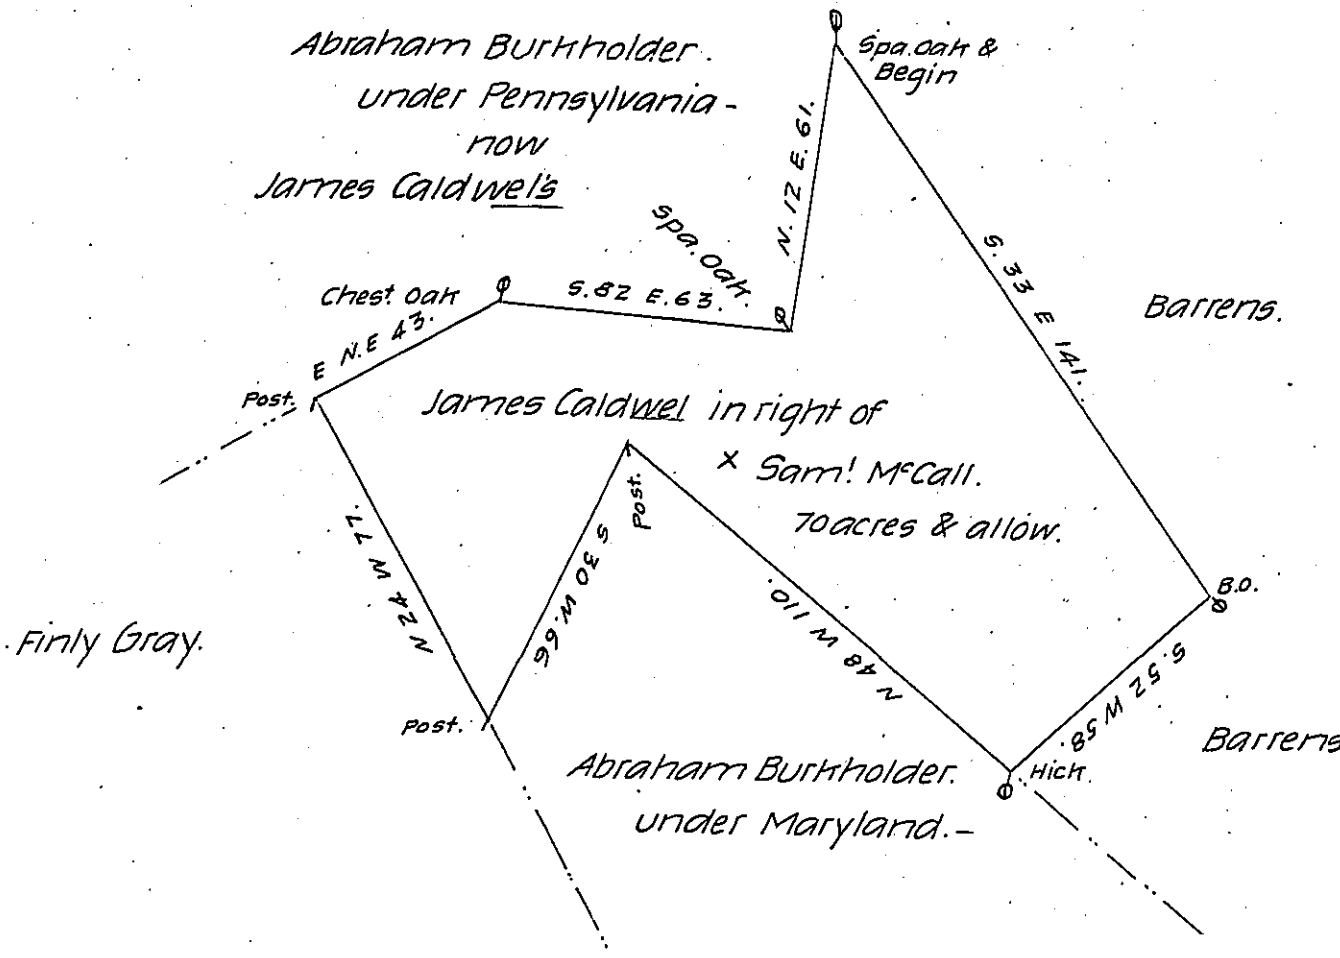 Abraham Burkholder.
under Pennsylvania -
now
James Caldwel's
Spa. oak &
Begin
N. 12 E. 61.
Spa. Oak.
S. 33 E 141.
Chest. Oak
S. 82 E. 63.
Barrens.
E N.E 43.
Post.
James Caldwel in right of
x Sam! McCall.
70 acres & allow.
Post.
N 24 W 77.
S 30 W. 66
N 48 W 110.
B.O.
S. 52 W 58.
Finly Gray.
Post.
Barrens
Abraham Burkholder.
Hick.
under Maryland. -